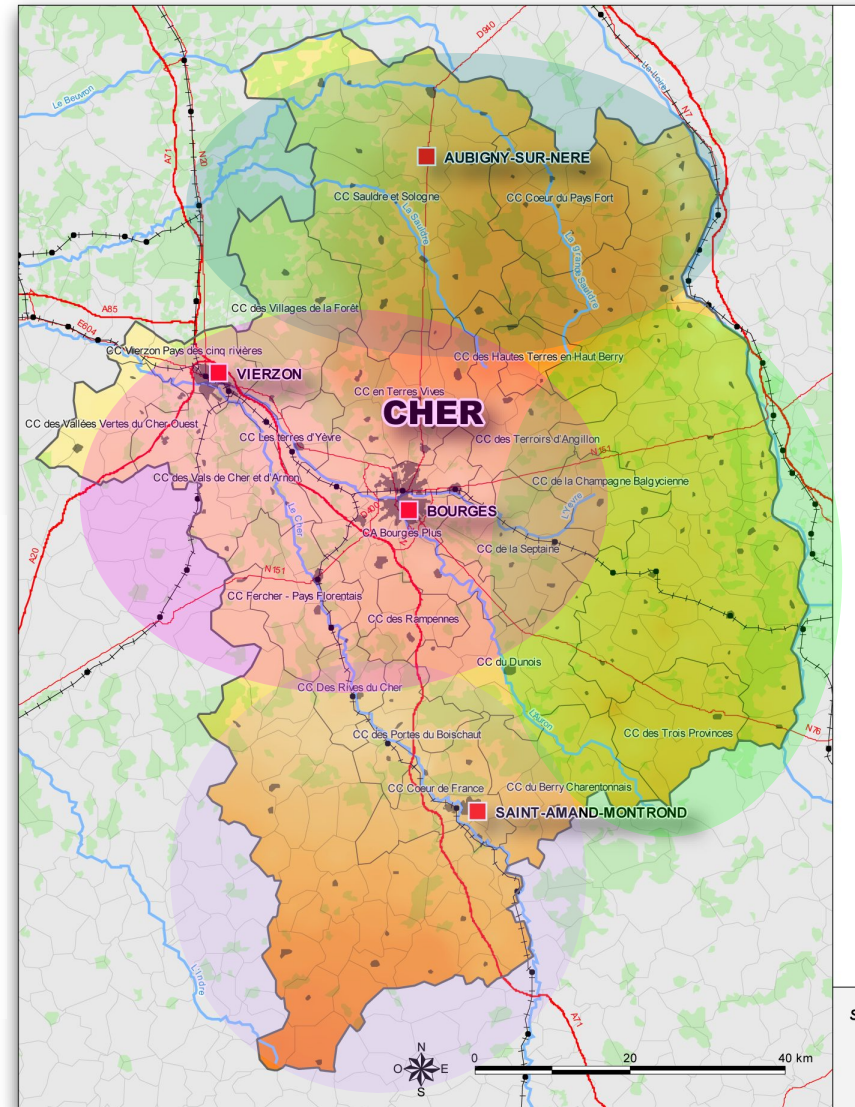 D940
La loire
Le Beuvron
N7
A71
N20
AUBIGNY-SUR-NERE
CC Sauldre et Sologne
CC Coeur du Pays Fort
La Sauldre
La grande Sauldre
A85
CC des Villages de la Forêt
E604
CC Vierzon Pays des cinq rivières
CC des Hautes Terres en Haut Berry
VIERZON
CC en Terres Vives
CHER
CC des Vallées Vertes du Cher Ouest
CC Les terres d'Yèvre
CC des Terroirs d'Angillon
N151
CC des Vals de Cher et d'Arnon
CC de la Champagne Balgycienne
L'Yèvre
Le Cher
D400
BOURGES
CA Bourges Plus
A20
CC de la Septaine
N151
CC Fercher - Pays Florentais
CC des Rampennes
CC du Dunois
CC Des Rives du Cher
L'Auron
CC des Portes du Boischaut
CC des Trois Provinces
N76
CC Coeur de France
CC du Berry Charentonnais
SAINT-AMAND-MONTROND
L'Indre
A71
N
O E
S
0 20 40 km
S